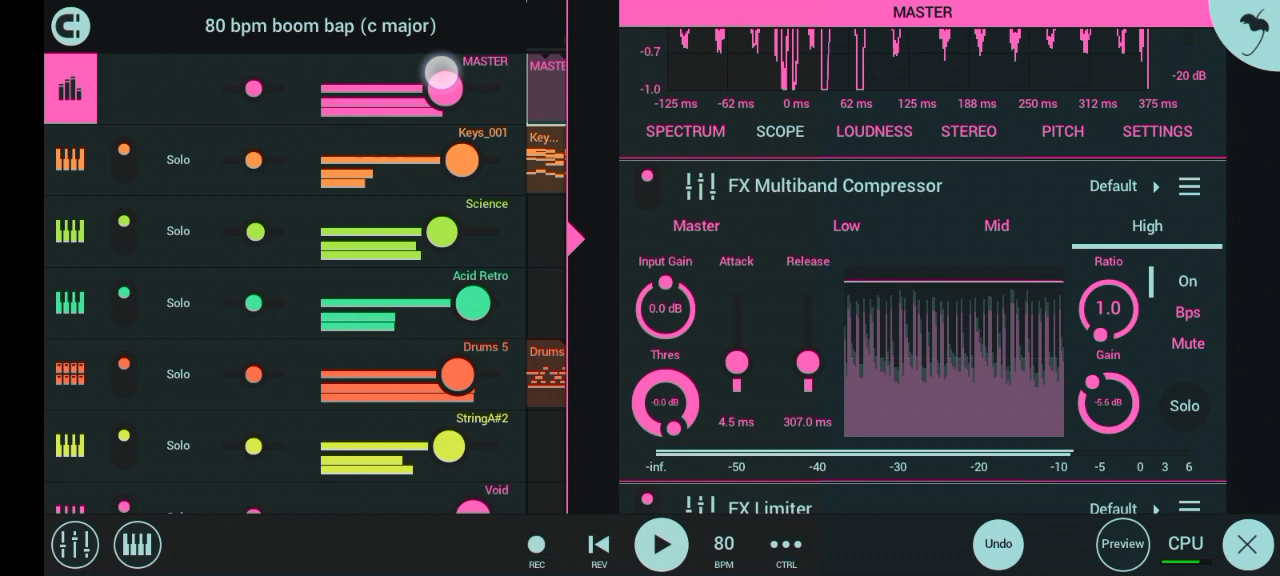 80 bpm boom bap (c major)
MASTER
MASTE
Keys_001
Key...
Solo
Science
Solo
Acid Retro
Solo
Drums 5
Drums
Solo
StringA#2
Solo
Void
MASTER
-0.7
-1.0
-20 dB
-125 ms -62 ms 0 ms 62 ms 125 ms 188 ms 250 ms 312 ms 375 ms
SPECTRUM SCOPE LOUDNESS STEREO PITCH SETTINGS
FX Multiband Compressor Default
Master Low Mid High
Input Gain Attack Release Ratio
0.0 dB 1.0 On
Bps
Thres Gain Mute
-0.0 dB -5.6 dB Solo
4.5 ms 307.0 ms
-inf. -50 -40 -30 -20 -10 -5 0 3 6
FX Limiter Default
REC REV 80 BPM CTRL Undo Preview CPU